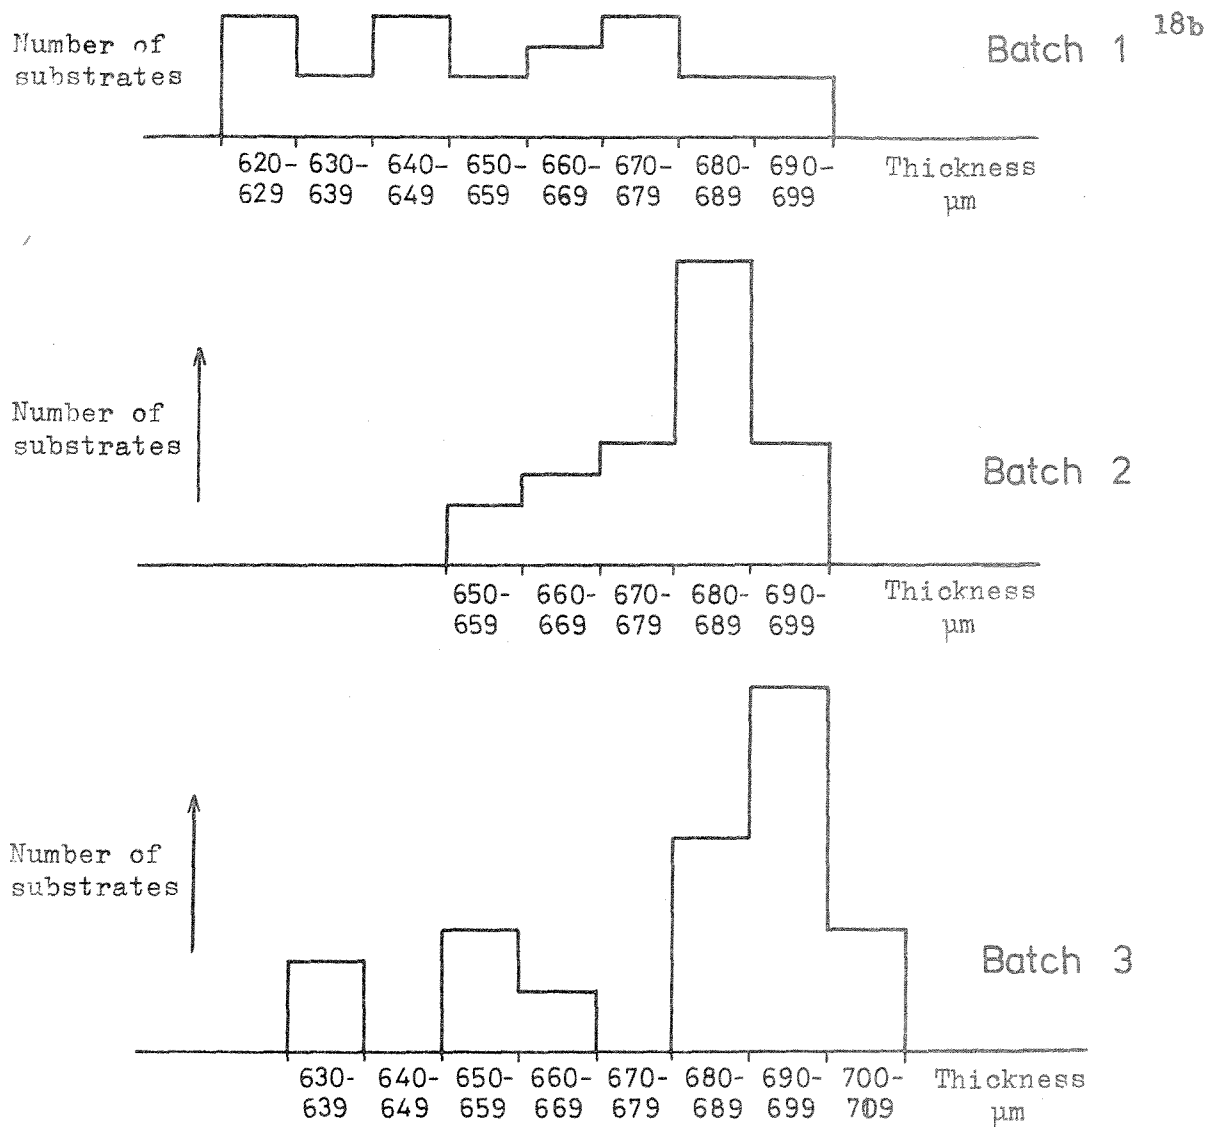 18b
Number of
substrates
Batch 1
620- 630- 640- 650- 660- 670- 680- 690- Thickness
629 639 649 659 669 679 689 699 μm
Number of
substrates
Batch 2
650- 660- 670- 680- 690- Thickness
659 669 679 689 699 μm
Number of
substrates
Batch 3
630- 640- 650- 660- 670- 680- 690- 700- Thickness
639 649 659 669 679 689 699 709 μm